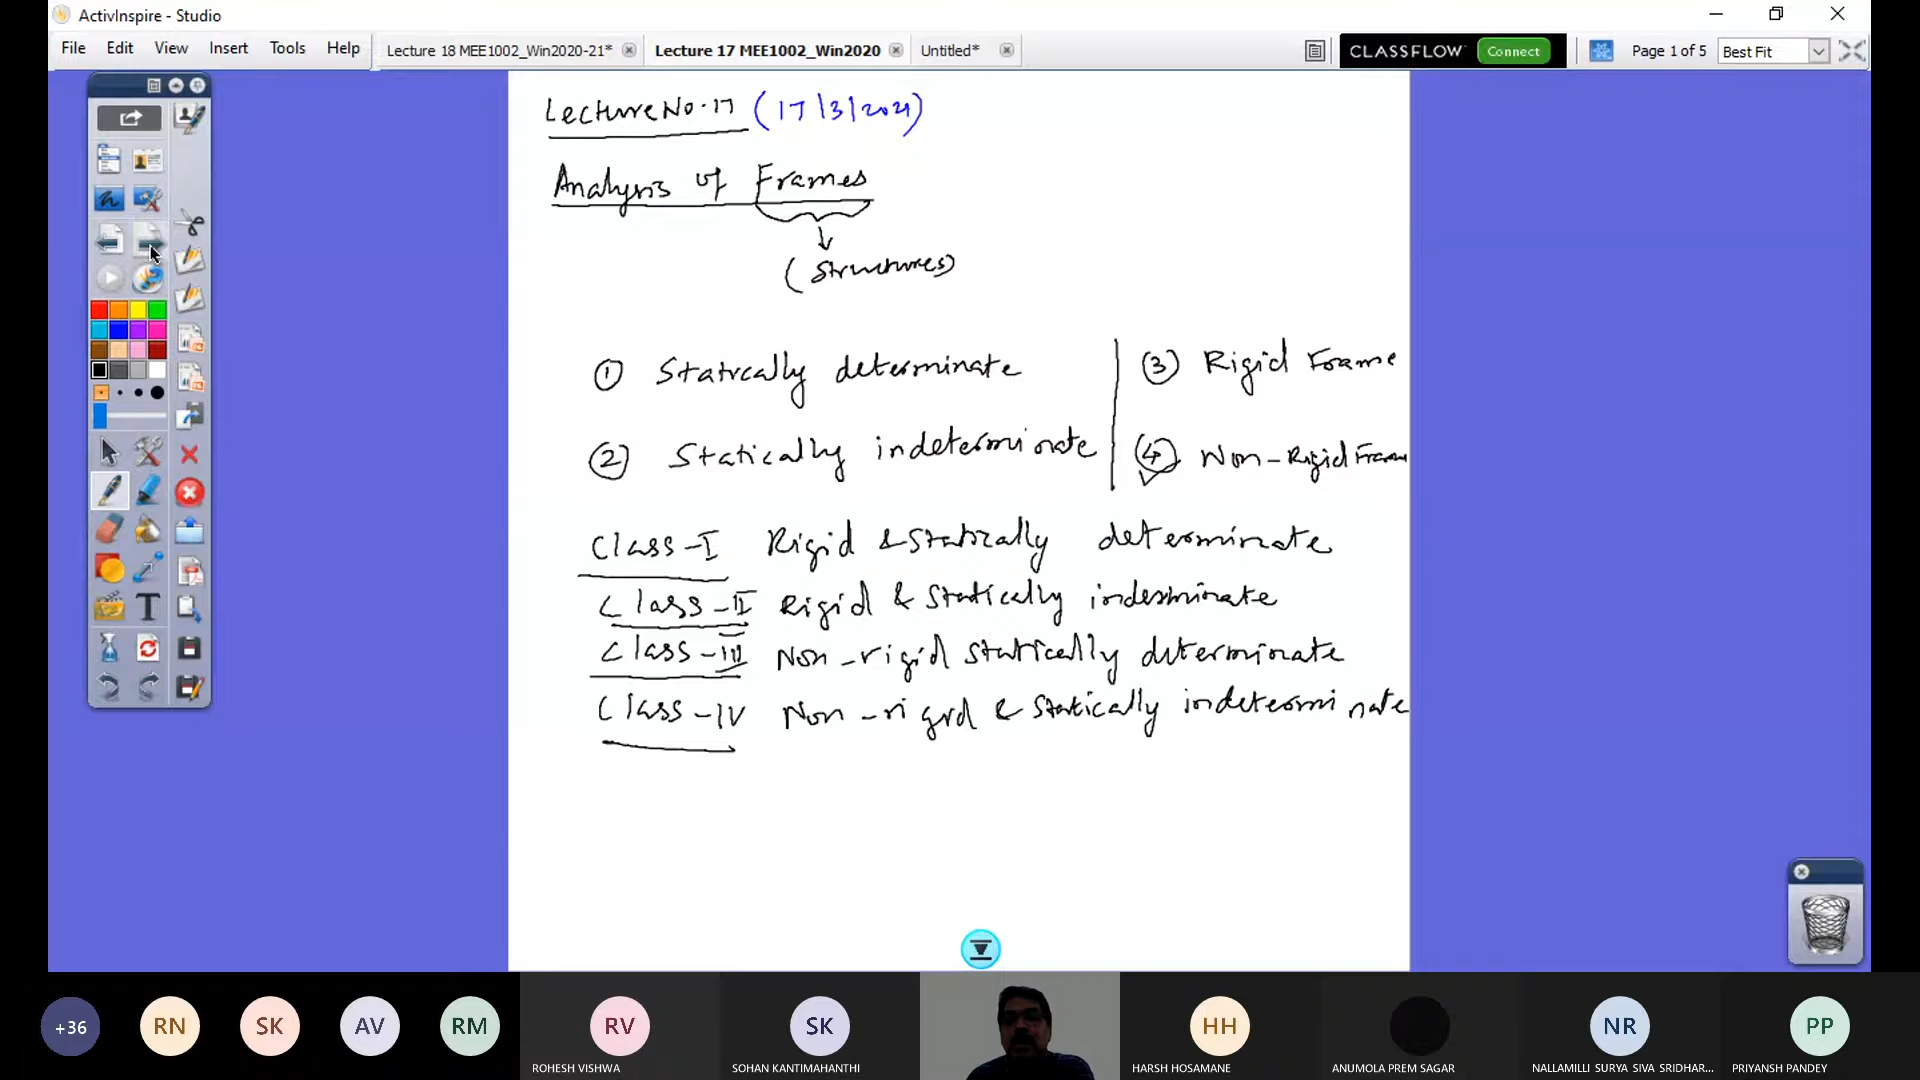 ActivInspire - Studio
File Edit View Insert Tools Help
Lecture 18 MEE1002_Win2020-21* Lecture 17 MEE1002_Win2020 Untitled*
CLASSFLOW Connect Page 1 of 5 Best Fit
Lecture No. 17 (17/3/2021)
Analysis of Frames
(Structures)
① Statically determinate
② Statically indeterminate
③ Rigid Frame
④ Non-Rigid Frame
Class-I Rigid & Statically determinate
Class-II Rigid & Statically indeterminate
Class-III Non-rigid Statically determinate
Class-IV Non-rigid & Statically indeterminate
T
+36 RN SK AV RM RV SK HH NR PP
ROHESH VISHWA SOHAN KANTIMAHANTHI HARSH HOSAMANE ANUMOLA PREM SAGAR NALLAMILLI SURYA SIVA SRIDHAR... PRIYANSH PANDEY